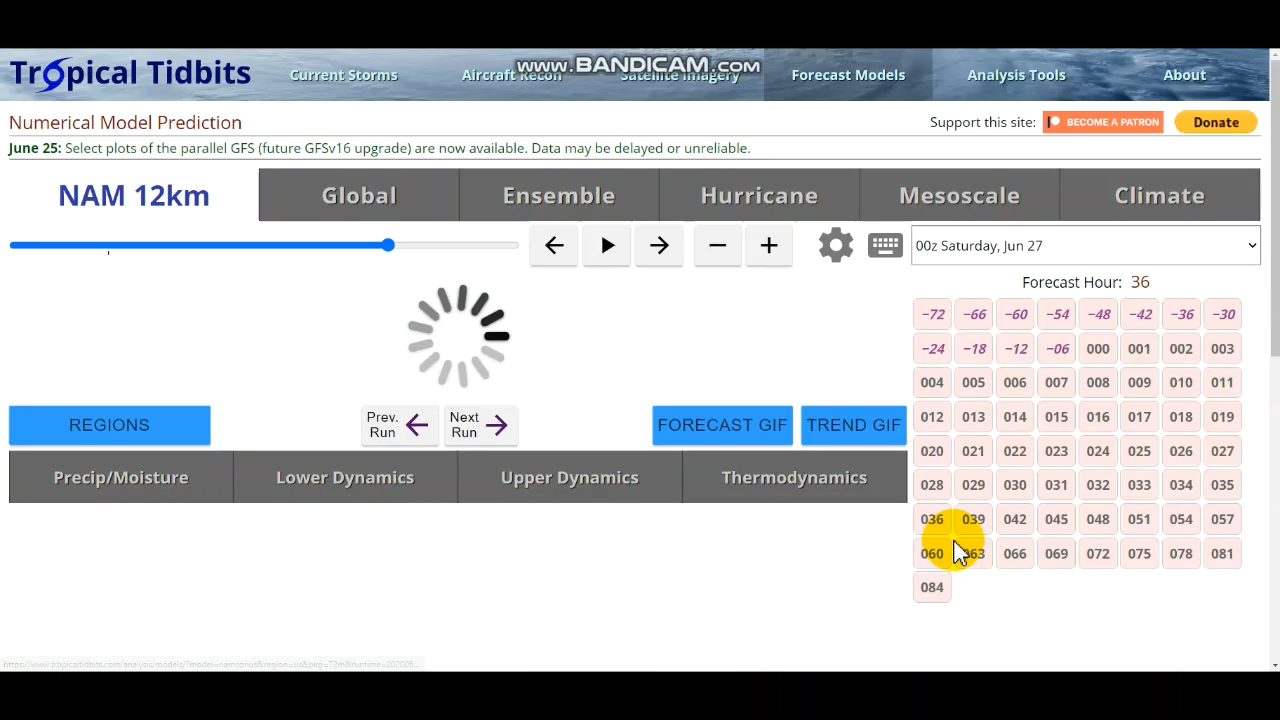 www.BANDICAM.com
Tropical Tidbits
Current Storms Aircraft Recon Satellite Imagery Forecast Models Analysis Tools About
Numerical Model Prediction
Support this site: BECOME A PATRON Donate
June 25: Select plots of the parallel GFS (future GFSv16 upgrade) are now available. Data may be delayed or unreliable.
NAM 12km Global Ensemble Hurricane Mesoscale Climate
00z Saturday, Jun 27
Forecast Hour: 36
−72 −66 −60 −54 −48 −42 −36 −30
−24 −18 −12 −06 000 001 002 003
004 005 006 007 008 009 010 011
012 013 014 015 016 017 018 019
020 021 022 023 024 025 026 027
028 029 030 031 032 033 034 035
036 039 042 045 048 051 054 057
060 063 066 069 072 075 078 081
084
REGIONS
Prev. Run
Next Run
FORECAST GIF TREND GIF
Precip/Moisture Lower Dynamics Upper Dynamics Thermodynamics